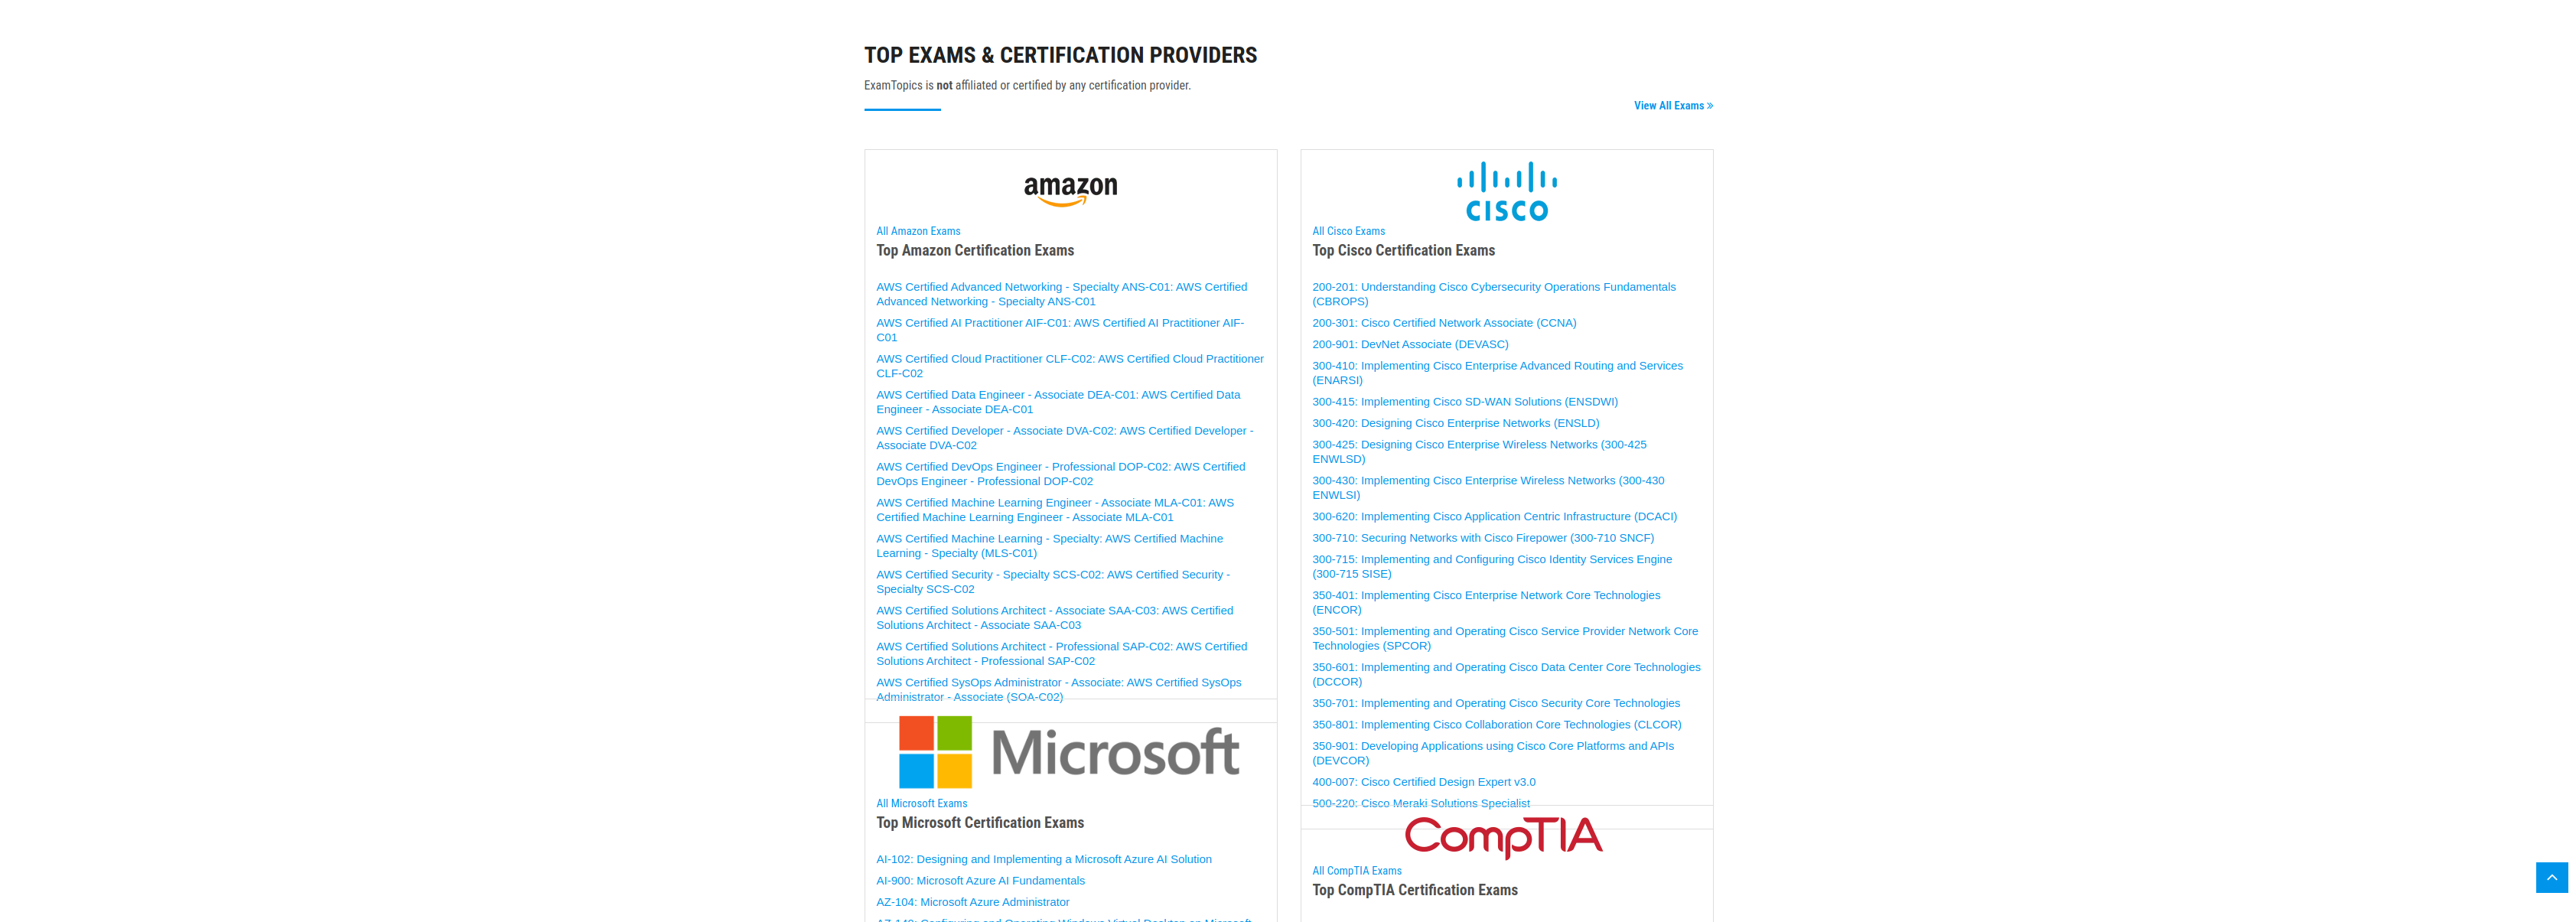 TOP EXAMS & CERTIFICATION PROVIDERS
ExamTopics is not affiliated or certified by any certification provider.
View All Exams »
amazon
All Amazon Exams
Top Amazon Certification Exams
AWS Certified Advanced Networking - Specialty ANS-C01: AWS Certified
Advanced Networking - Specialty ANS-C01
AWS Certified AI Practitioner AIF-C01: AWS Certified AI Practitioner AIF-
C01
AWS Certified Cloud Practitioner CLF-C02: AWS Certified Cloud Practitioner
CLF-C02
AWS Certified Data Engineer - Associate DEA-C01: AWS Certified Data
Engineer - Associate DEA-C01
AWS Certified Developer - Associate DVA-C02: AWS Certified Developer -
Associate DVA-C02
AWS Certified DevOps Engineer - Professional DOP-C02: AWS Certified
DevOps Engineer - Professional DOP-C02
AWS Certified Machine Learning Engineer - Associate MLA-C01: AWS
Certified Machine Learning Engineer - Associate MLA-C01
AWS Certified Machine Learning - Specialty: AWS Certified Machine
Learning - Specialty (MLS-C01)
AWS Certified Security - Specialty SCS-C02: AWS Certified Security -
Specialty SCS-C02
AWS Certified Solutions Architect - Associate SAA-C03: AWS Certified
Solutions Architect - Associate SAA-C03
AWS Certified Solutions Architect - Professional SAP-C02: AWS Certified
Solutions Architect - Professional SAP-C02
AWS Certified SysOps Administrator - Associate: AWS Certified SysOps
Administrator - Associate (SOA-C02)
Microsoft
All Microsoft Exams
Top Microsoft Certification Exams
AI-102: Designing and Implementing a Microsoft Azure AI Solution
AI-900: Microsoft Azure AI Fundamentals
AZ-104: Microsoft Azure Administrator
CISCO
All Cisco Exams
Top Cisco Certification Exams
200-201: Understanding Cisco Cybersecurity Operations Fundamentals
(CBROPS)
200-301: Cisco Certified Network Associate (CCNA)
200-901: DevNet Associate (DEVASC)
300-410: Implementing Cisco Enterprise Advanced Routing and Services
(ENARSI)
300-415: Implementing Cisco SD-WAN Solutions (ENSDWI)
300-420: Designing Cisco Enterprise Networks (ENSLD)
300-425: Designing Cisco Enterprise Wireless Networks (300-425
ENWLSD)
300-430: Implementing Cisco Enterprise Wireless Networks (300-430
ENWLSI)
300-620: Implementing Cisco Application Centric Infrastructure (DCACI)
300-710: Securing Networks with Cisco Firepower (300-710 SNCF)
300-715: Implementing and Configuring Cisco Identity Services Engine
(300-715 SISE)
350-401: Implementing Cisco Enterprise Network Core Technologies
(ENCOR)
350-501: Implementing and Operating Cisco Service Provider Network Core
Technologies (SPCOR)
350-601: Implementing and Operating Cisco Data Center Core Technologies
(DCCOR)
350-701: Implementing and Operating Cisco Security Core Technologies
350-801: Implementing Cisco Collaboration Core Technologies (CLCOR)
350-901: Developing Applications using Cisco Core Platforms and APIs
(DEVCOR)
400-007: Cisco Certified Design Expert v3.0
500-220: Cisco Meraki Solutions Specialist
CompTIA
All CompTIA Exams
Top CompTIA Certification Exams